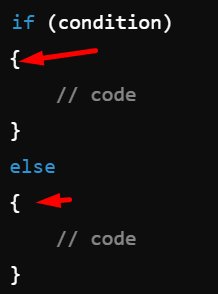 if (condition)
{
    // code
}
else
{
    // code
}